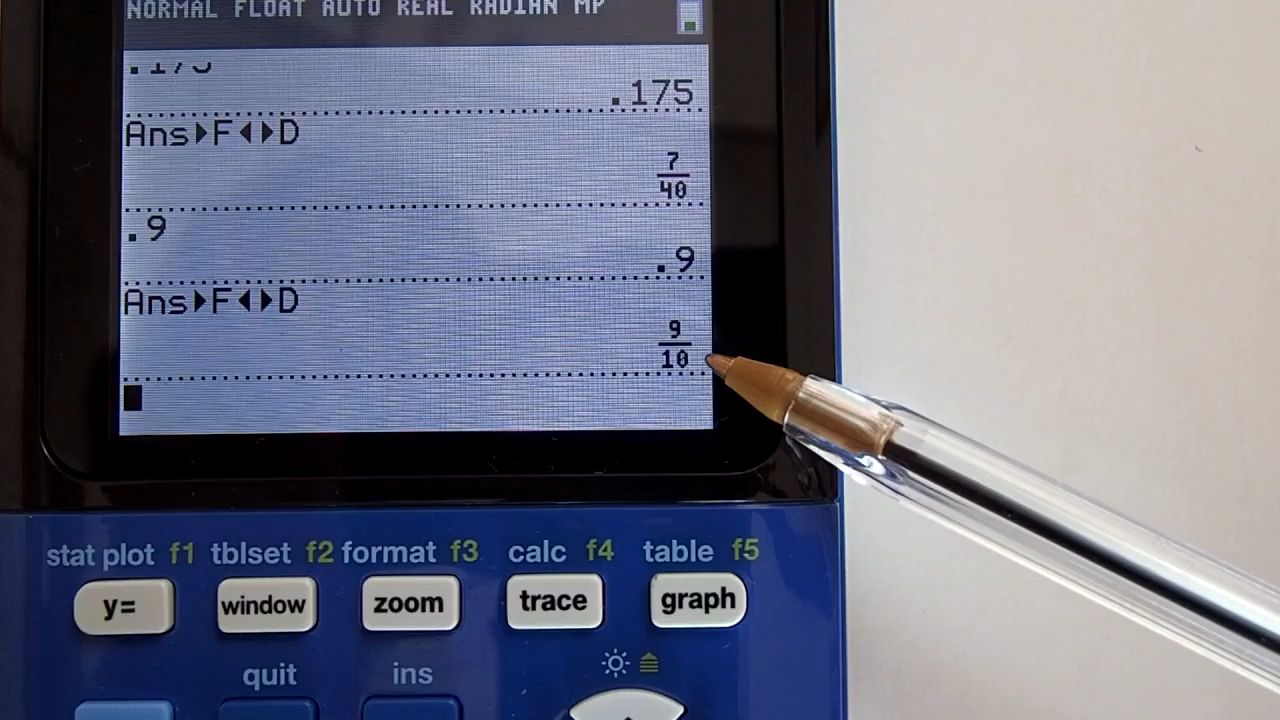 NORMAL FLOAT AUTO REAL RADIAN MP
.175
.175
Ans▸F◂▸D
7
40
.9
.9
Ans▸F◂▸D
9
10
stat plot f1 tblset f2 format f3 calc f4 table f5
y= window zoom trace graph
quit ins